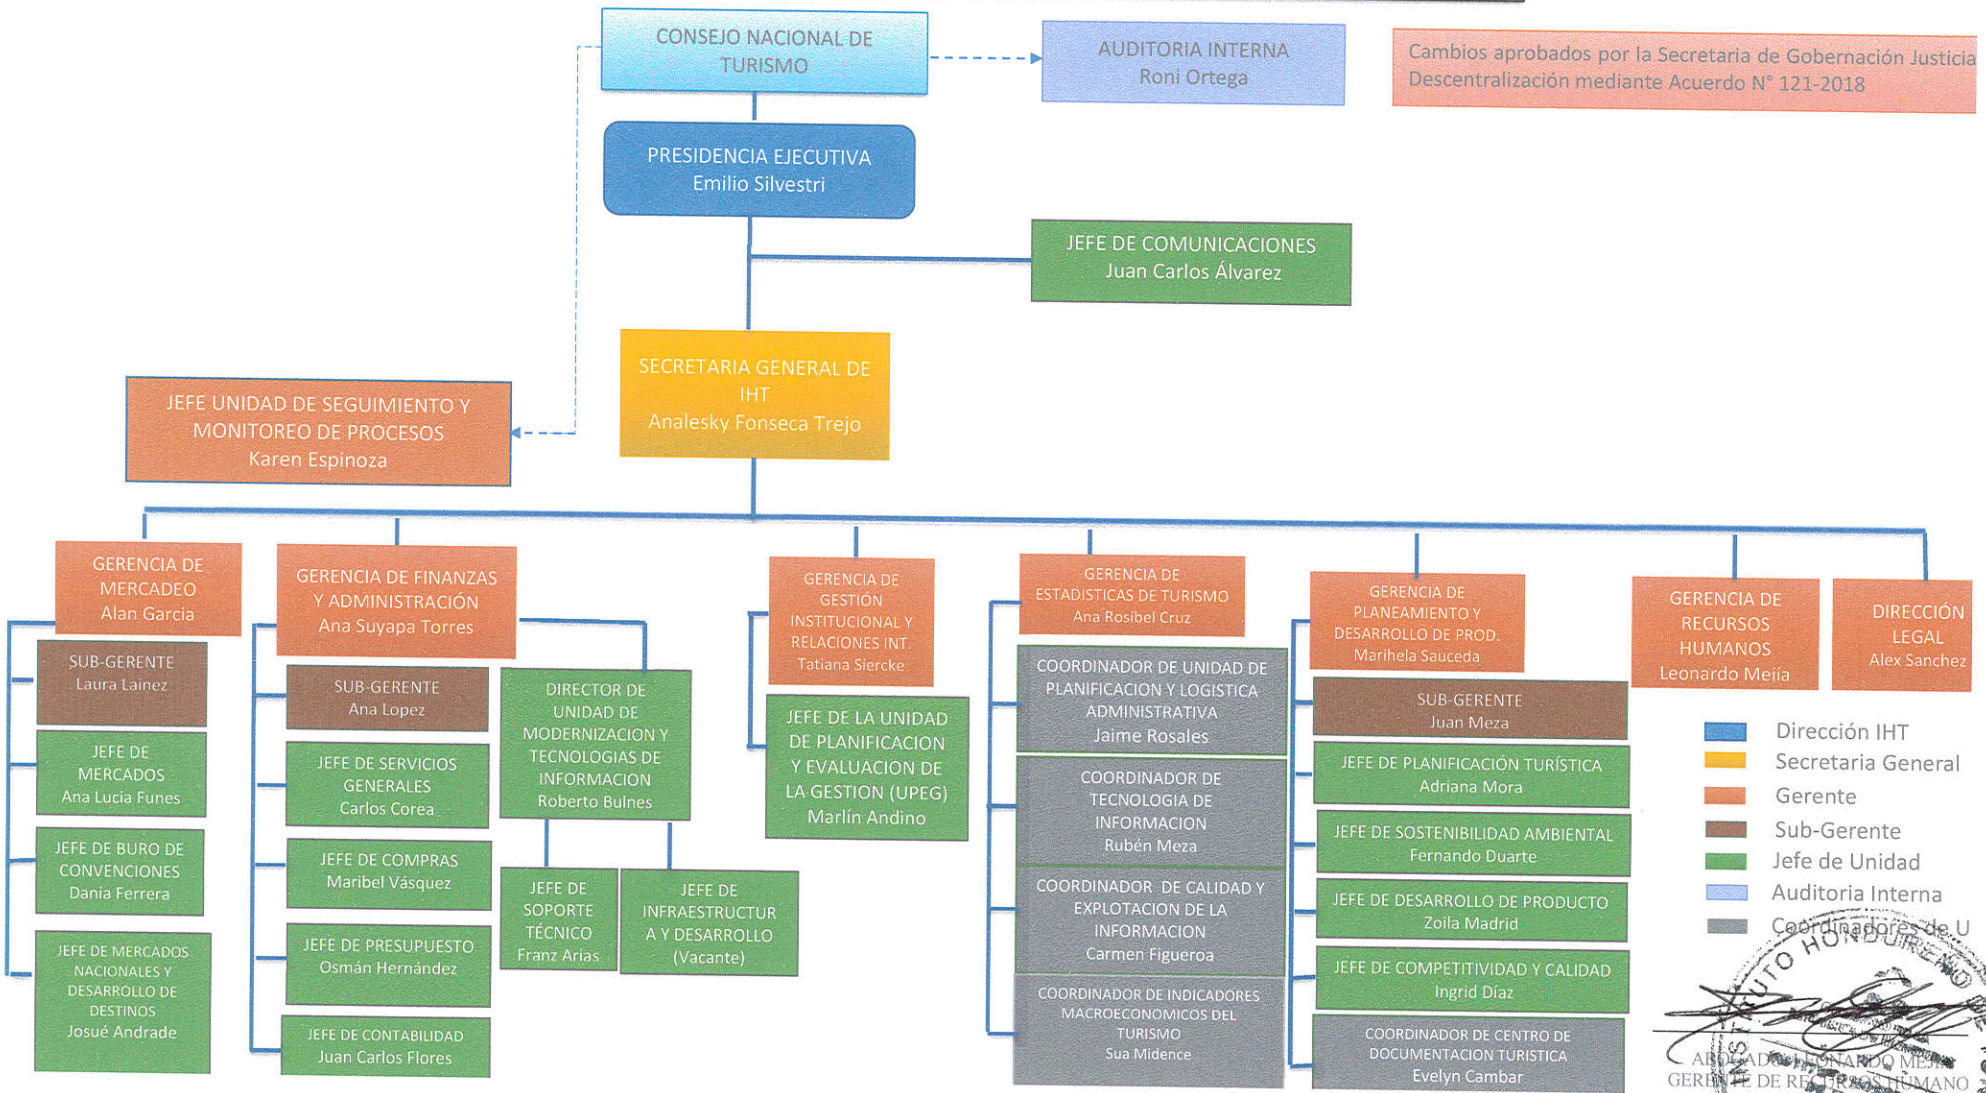 CONSEJO NACIONAL DE
TURISMO
AUDITORIA INTERNA
Roni Ortega
Cambios aprobados por la Secretaria de Gobernación Justicia
Descentralización mediante Acuerdo N° 121-2018
PRESIDENCIA EJECUTIVA
Emilio Silvestri
JEFE DE COMUNICACIONES
Juan Carlos Álvarez
SECRETARIA GENERAL DE
IHT
Analesky Fonseca Trejo
JEFE UNIDAD DE SEGUIMIENTO Y
MONITOREO DE PROCESOS
Karen Espinoza
GERENCIA DE
MERCADEO
Alan Garcia
SUB-GERENTE
Laura Lainez
JEFE DE
MERCADOS
Ana Lucia Funes
JEFE DE BURO DE
CONVENCIONES
Dania Ferrera
JEFE DE MERCADOS
NACIONALES Y
DESARROLLO DE
DESTINOS
Josué Andrade
GERENCIA DE FINANZAS
Y ADMINISTRACIÓN
Ana Suyapa Torres
SUB-GERENTE
Ana Lopez
JEFE DE SERVICIOS
GENERALES
Carlos Corea
JEFE DE COMPRAS
Maribel Vásquez
JEFE DE PRESUPUESTO
Osmán Hernández
JEFE DE CONTABILIDAD
Juan Carlos Flores
DIRECTOR DE
UNIDAD DE
MODERNIZACION Y
TECNOLOGIAS DE
INFORMACION
Roberto Bulnes
JEFE DE
SOPORTE
TÉCNICO
Franz Arias
JEFE DE
INFRAESTRUCTUR
A Y DESARROLLO
(Vacante)
GERENCIA DE
GESTIÓN
INSTITUCIONAL Y
RELACIONES INT.
Tatiana Siercke
JEFE DE LA UNIDAD
DE PLANIFICACION
Y EVALUACION DE
LA GESTION (UPEG)
Marlín Andino
GERENCIA DE
ESTADISTICAS DE TURISMO
Ana Rosibel Cruz
COORDINADOR DE UNIDAD DE
PLANIFICACION Y LOGISTICA
ADMINISTRATIVA
Jaime Rosales
COORDINADOR DE
TECNOLOGIA DE
INFORMACION
Rubén Meza
COORDINADOR DE CALIDAD Y
EXPLOTACION DE LA
INFORMACION
Carmen Figueroa
COORDINADOR DE INDICADORES
MACROECONOMICOS DEL
TURISMO
Sua Midence
GERENCIA DE
PLANEAMIENTO Y
DESARROLLO DE PROD.
Marihela Sauceda
SUB-GERENTE
Juan Meza
JEFE DE PLANIFICACIÓN TURÍSTICA
Adriana Mora
JEFE DE SOSTENIBILIDAD AMBIENTAL
Fernando Duarte
JEFE DE DESARROLLO DE PRODUCTO
Zoila Madrid
JEFE DE COMPETITIVIDAD Y CALIDAD
Ingrid Díaz
COORDINADOR DE CENTRO DE
DOCUMENTACION TURISTICA
Evelyn Cambar
GERENCIA DE
RECURSOS
HUMANOS
Leonardo Mejía
DIRECCIÓN
LEGAL
Alex Sanchez
Dirección IHT
Secretaria General
Gerente
Sub-Gerente
Jefe de Unidad
Auditoria Interna
Coordinadores de U
INSTITUTO HONDUREÑO
ABOGADO LEONARDO MEJIA
GERENTE DE RECURSOS HUMANO